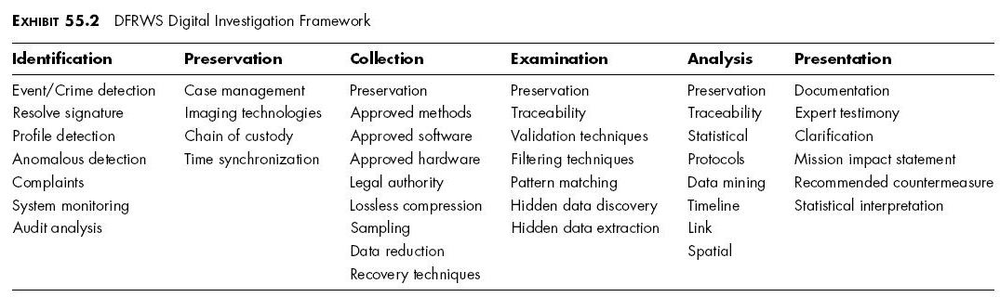 EXHIBIT 55.2 DFRWS Digital Investigation Framework
Identification Preservation Collection Examination Analysis Presentation
Event/Crime detection Case management Preservation Preservation Preservation Documentation
Resolve signature Imaging technologies Approved methods Traceability Traceability Expert testimony
Profile detection Chain of custody Approved software Validation techniques Statistical Clarification
Anomalous detection Time synchronization Approved hardware Filtering techniques Protocols Mission impact statement
Complaints Legal authority Pattern matching Data mining Recommended countermeasure
System monitoring Lossless compression Hidden data discovery Timeline Statistical interpretation
Audit analysis Sampling Hidden data extraction Link
Data reduction Spatial
Recovery techniques